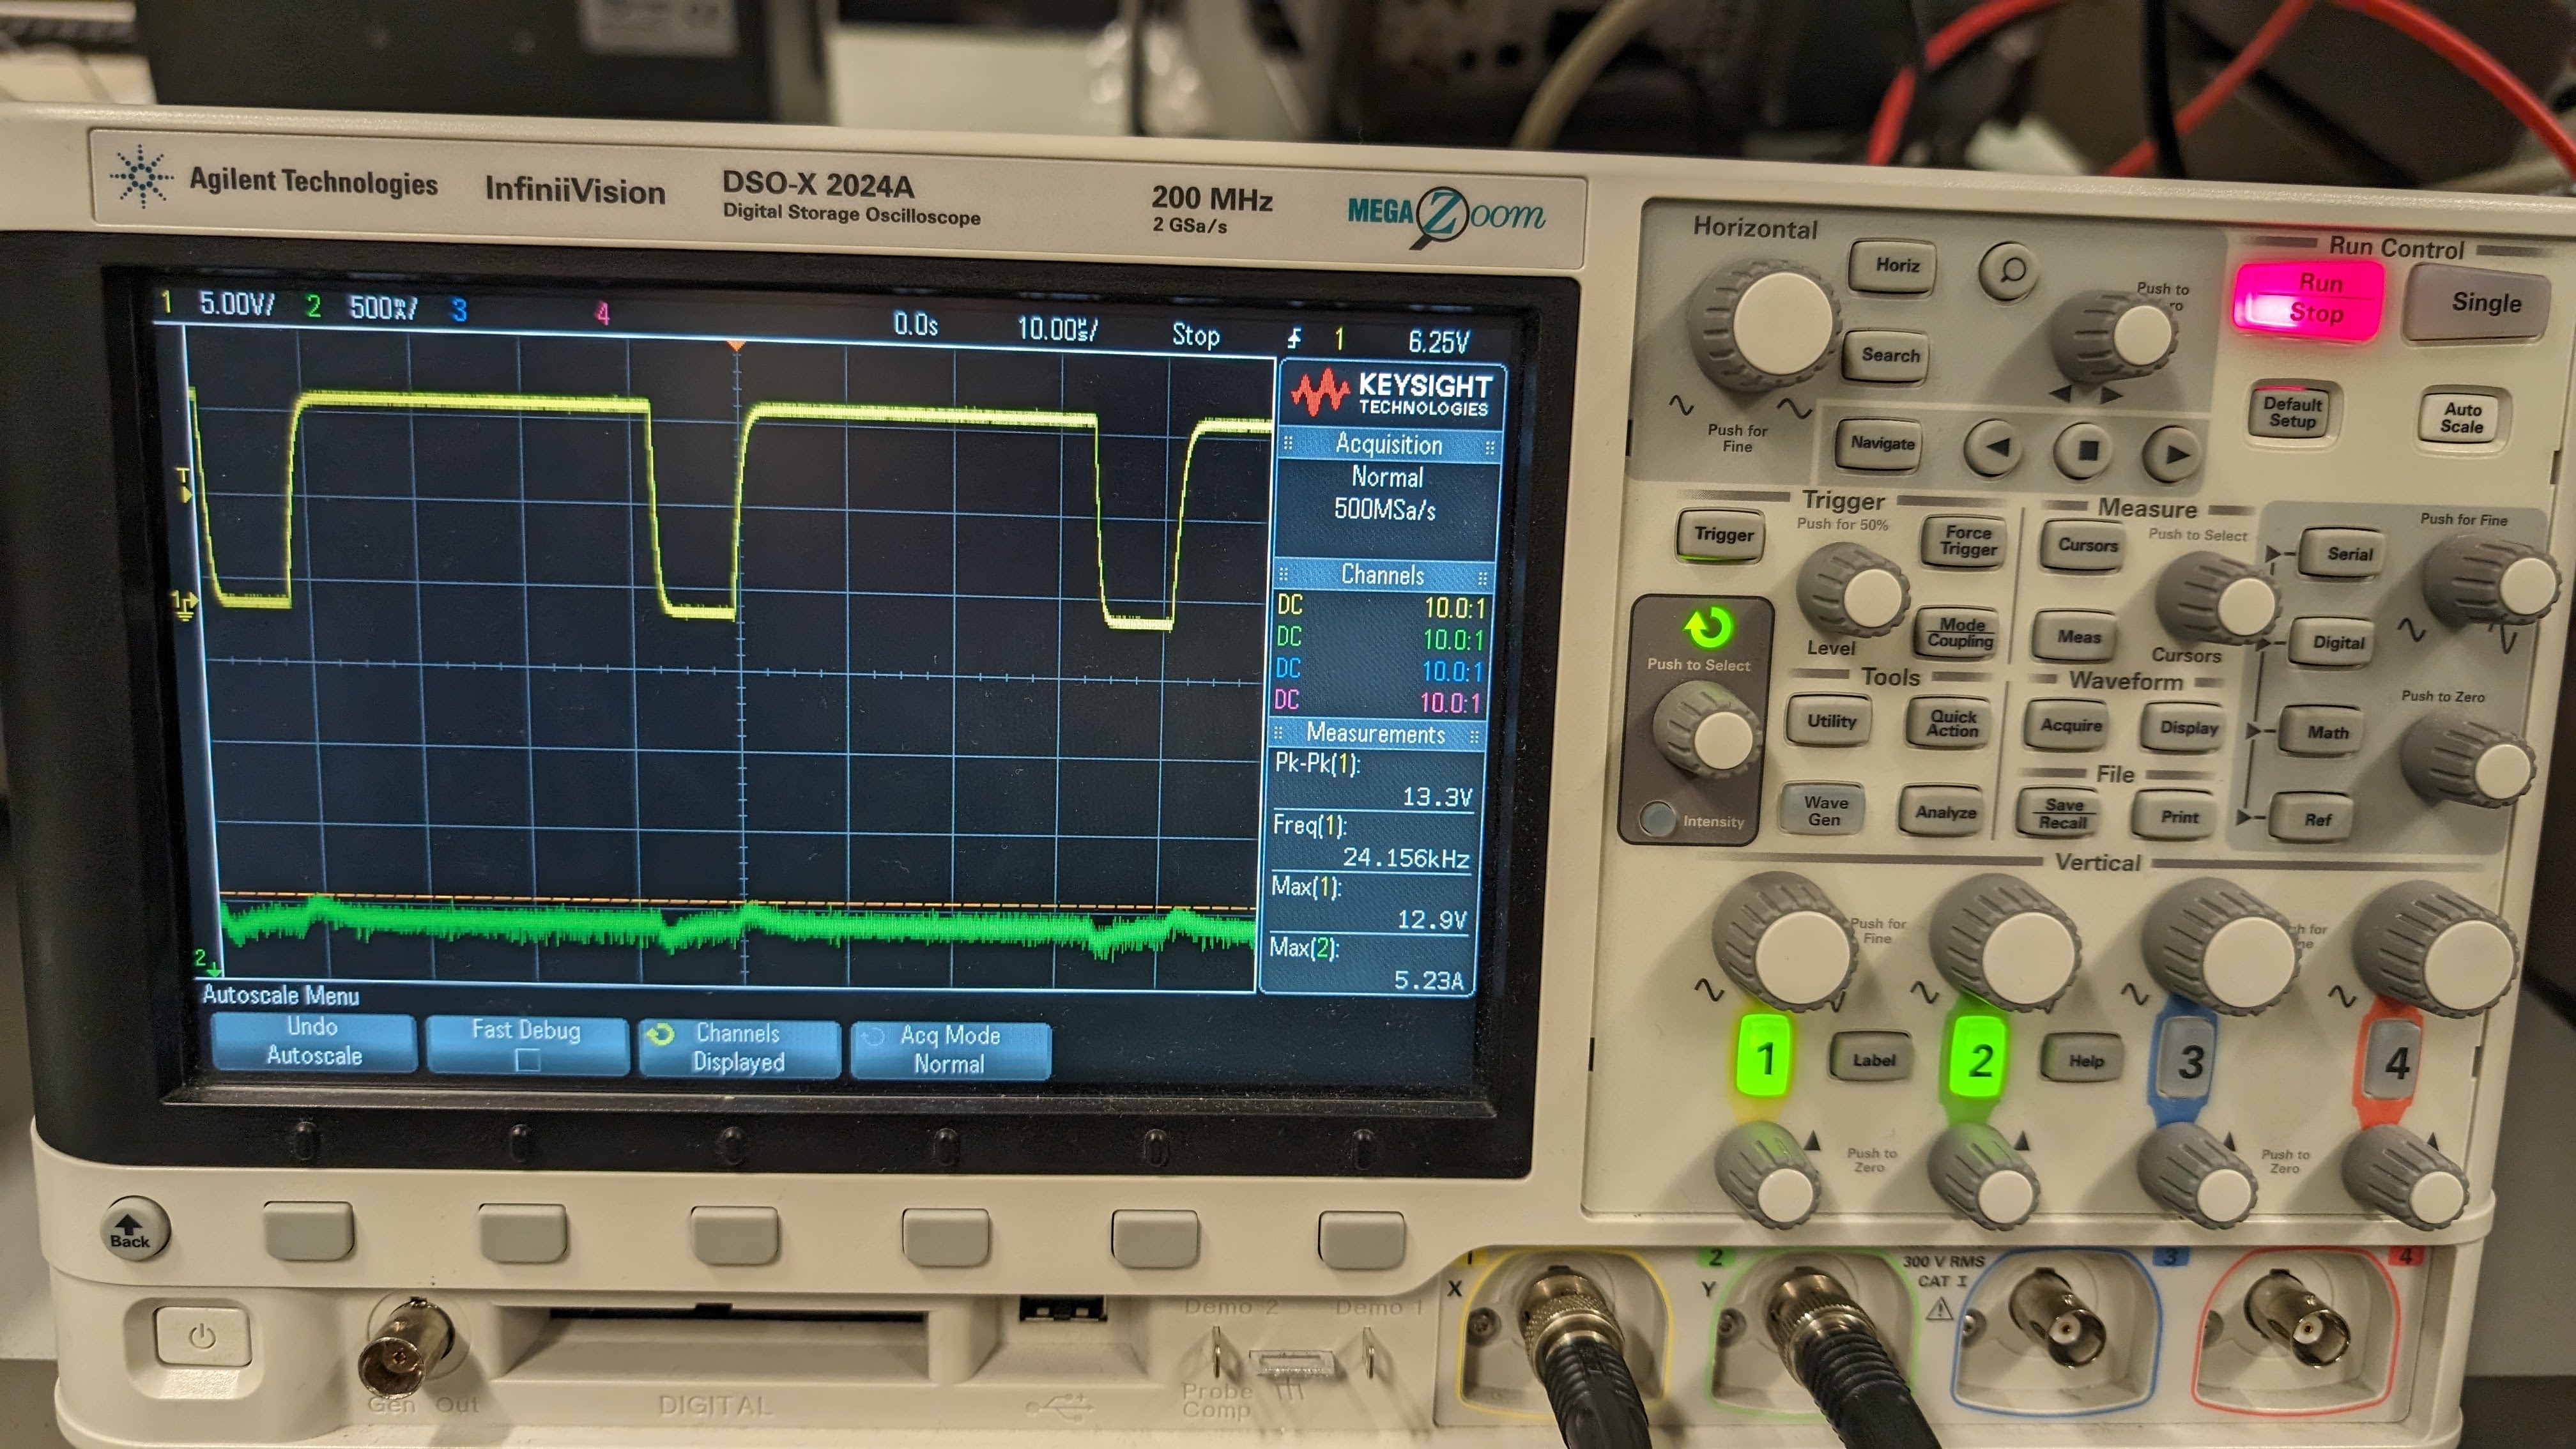 Agilent Technologies InfiniiVision DSO-X 2024A 200 MHz MEGA Zoom
Digital Storage Oscilloscope 2 GSa/s
1 5.00V/ 2 500m/ 3 4 0.0s 10.00us/ Stop 1 6.25V
KEYSIGHT
TECHNOLOGIES
Acquisition
Normal
500MSa/s
Channels
DC 10.0:1
DC 10.0:1
DC 10.0:1
DC 10.0:1
Measurements
Pk-Pk(1):
13.3V
Freq(1):
24.156kHz
Max(1):
12.9V
Max(2):
5.23A
T
1
2
Autoscale Menu
Undo
Autoscale
Fast Debug
Channels
Displayed
Acq Mode
Normal
Back
Horizontal
Horiz
Push to
Search
Push for
Fine
Navigate
Run Control
Run
Stop
Single
Default
Setup
Auto
Scale
Trigger
Push for 50%
Trigger
Force
Trigger
Level
Mode
Coupling
Measure
Cursors
Push to Select
Meas
Cursors
Push for Fine
Serial
Digital
Push to Zero
Math
Ref
Push to Select
Intensity
Tools
Utility
Quick
Action
Wave
Gen
Analyze
Waveform
Acquire
Display
File
Save
Recall
Print
Vertical
Push for
Fine
1
Label
2
Help
3
4
Push to
Zero
Push to
Zero
Gen Out
DIGITAL
Demo 2
Demo 1
Probe
Comp
1
X
2
Y
300 V RMS
CAT I
3
4